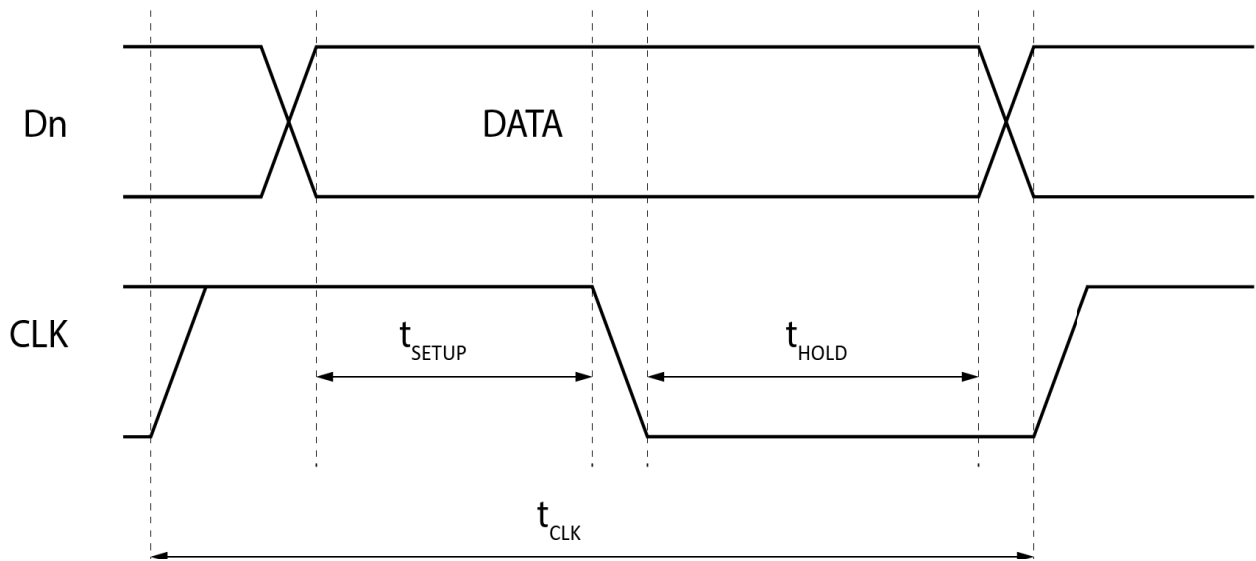 Dn
DATA
CLK
tSETUP
tHOLD
tCLK